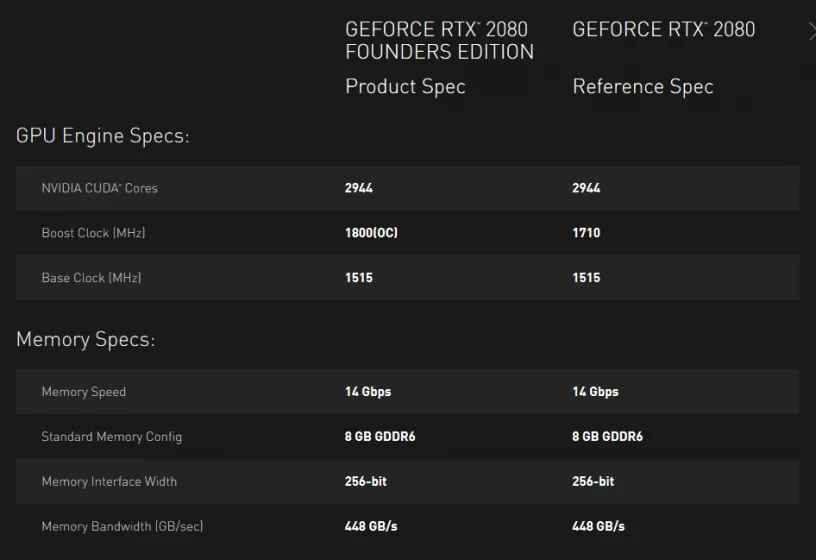 GEFORCE RTX™ 2080 FOUNDERS EDITION GEFORCE RTX™ 2080
Product Spec Reference Spec
GPU Engine Specs:
NVIDIA CUDA® Cores 2944 2944
Boost Clock (MHz) 1800(OC) 1710
Base Clock (MHz) 1515 1515
Memory Specs:
Memory Speed 14 Gbps 14 Gbps
Standard Memory Config 8 GB GDDR6 8 GB GDDR6
Memory Interface Width 256-bit 256-bit
Memory Bandwidth (GB/sec) 448 GB/s 448 GB/s